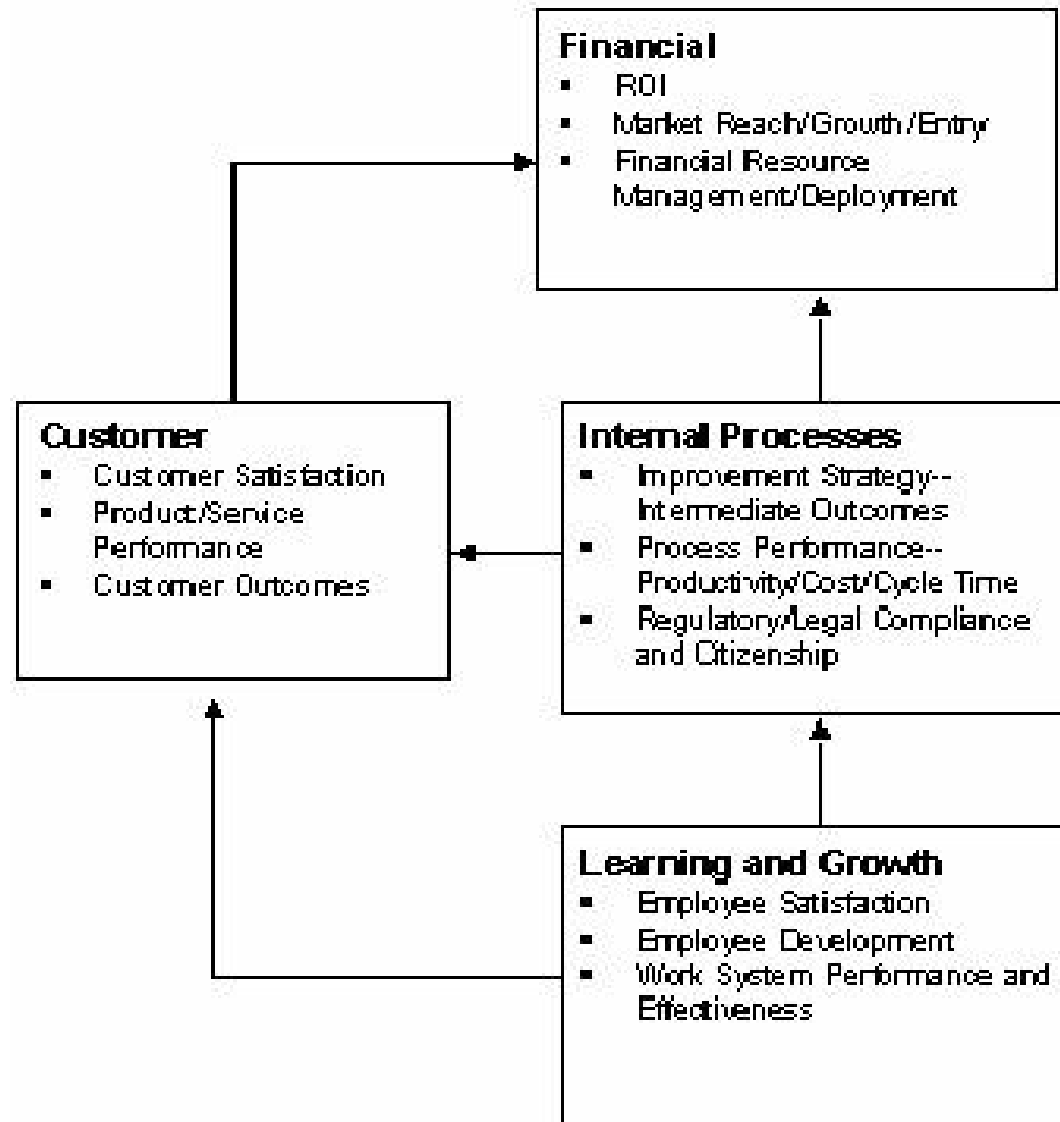 Financial
▪ ROI
▪ Market Reach/Growth/Entry
▪ Financial Resource
Management/Deployment
Customer
▪ Customer Satisfaction
▪ Product/Service
Performance
▪ Customer Outcomes
Internal Processes
▪ Improvement Strategy--
Intermediate Outcomes
▪ Process Performance--
Productivity/Cost/Cycle Time
▪ Regulatory/Legal Compliance
and Citizenship
Learning and Growth
▪ Employee Satisfaction
▪ Employee Development
▪ Work System Performance and
Effectiveness